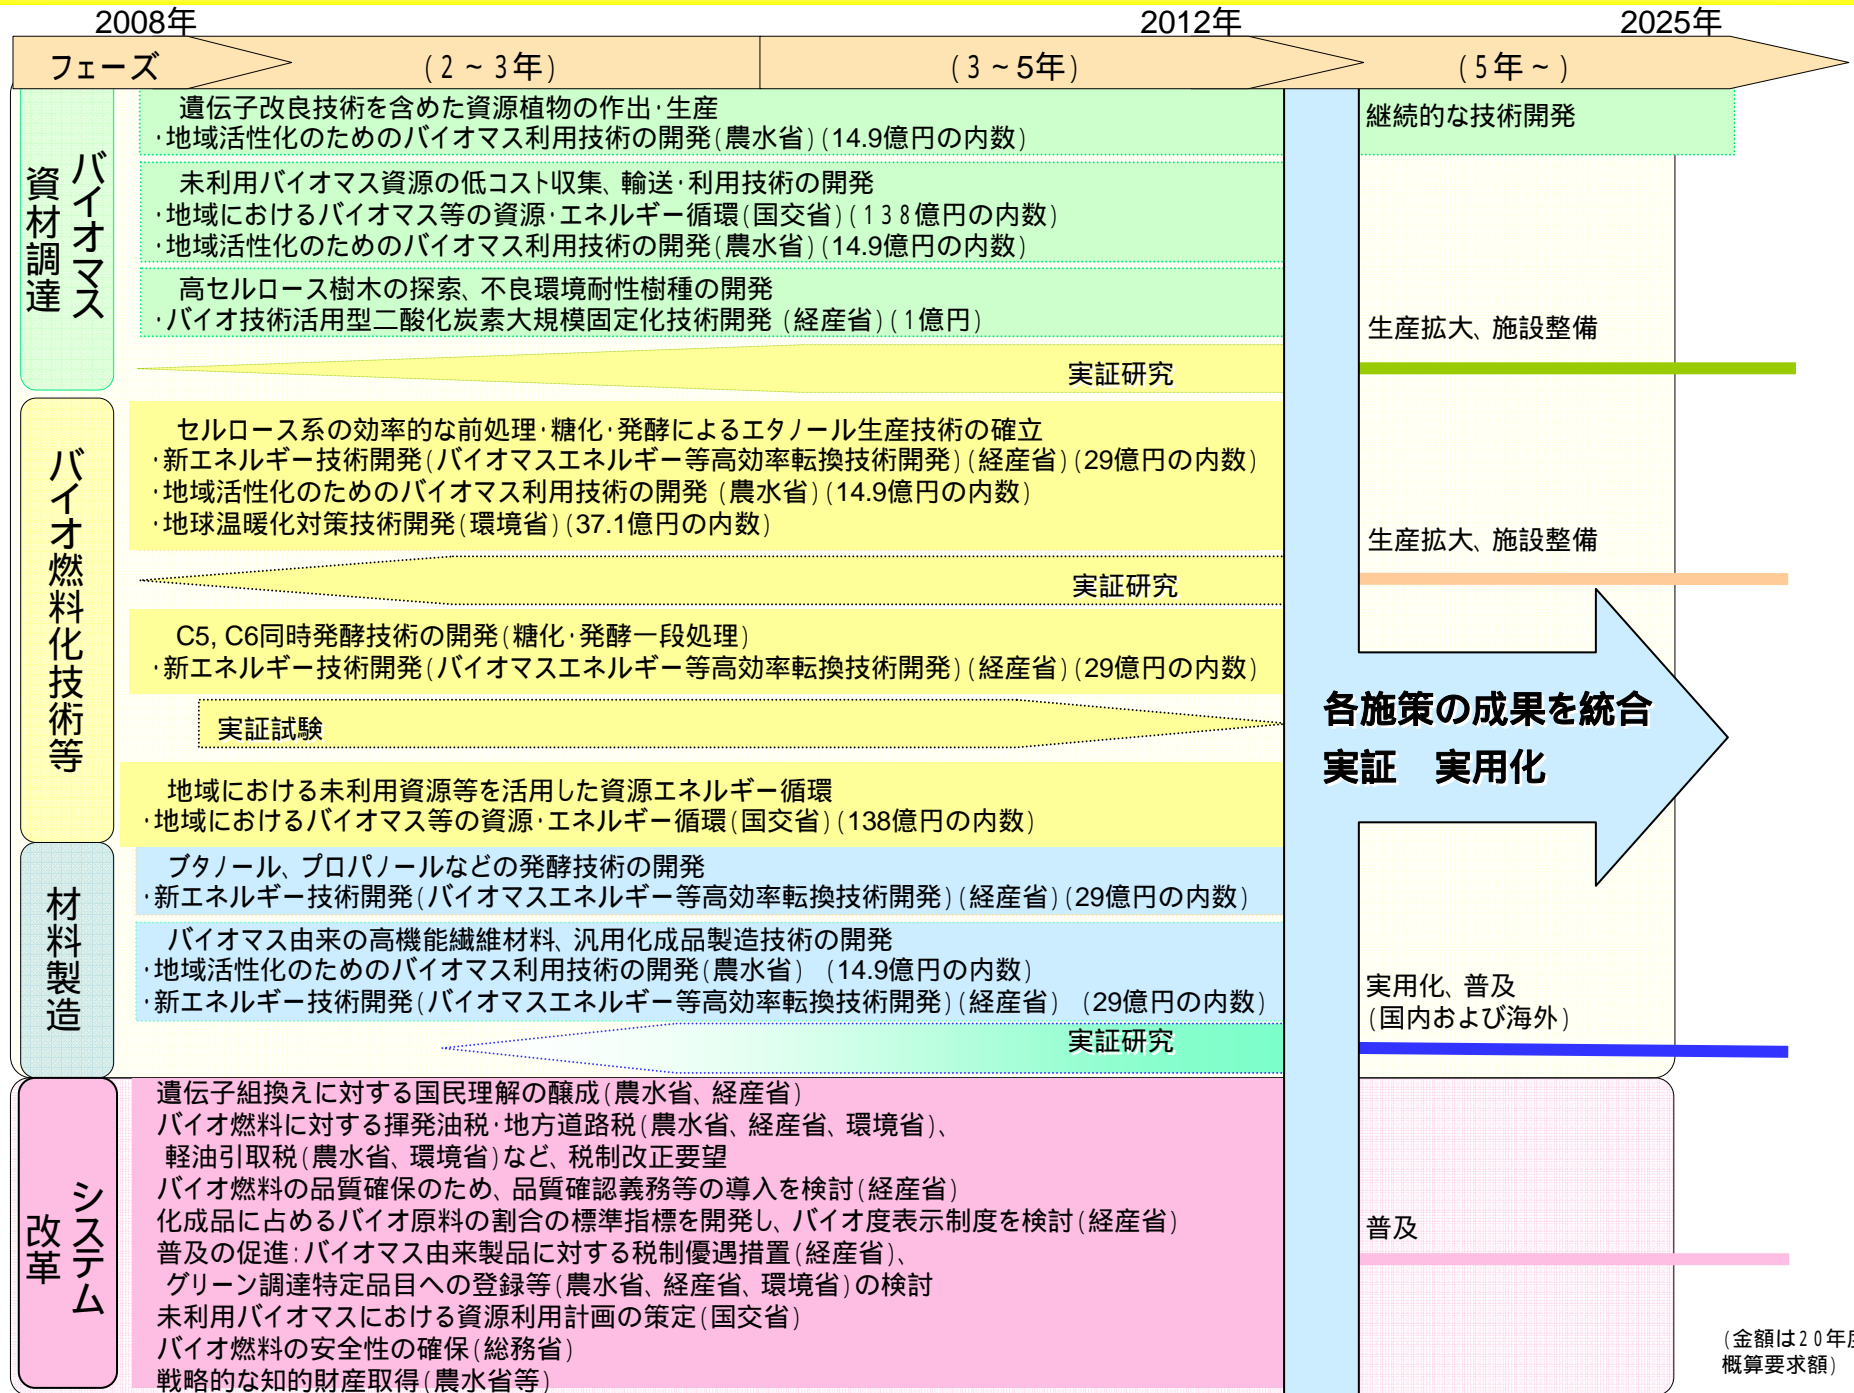 2008年
2012年
2025年
フェーズ
(2~3年)
(3~5年)
(5年~)
バイオマス
資材調達
遺伝子改良技術を含めた資源植物の作出・生産
・地域活性化のためのバイオマス利用技術の開発(農水省)(14.9億円の内数)
継続的な技術開発
未利用バイオマス資源の低コスト収集、輸送・利用技術の開発
・地域におけるバイオマス等の資源・エネルギー循環(国交省)(138億円の内数)
・地域活性化のためのバイオマス利用技術の開発(農水省)(14.9億円の内数)
高セルロース樹木の探索、不良環境耐性樹種の開発
・バイオ技術活用型二酸化炭素大規模固定化技術開発 (経産省)(1億円)
生産拡大、施設整備
実証研究
バイオ燃料化技術等
セルロース系の効率的な前処理・糖化・発酵によるエタノール生産技術の確立
・新エネルギー技術開発(バイオマスエネルギー等高効率転換技術開発)(経産省)(29億円の内数)
・地域活性化のためのバイオマス利用技術の開発 (農水省)(14.9億円の内数)
・地球温暖化対策技術開発(環境省)(37.1億円の内数)
生産拡大、施設整備
実証研究
C5, C6同時発酵技術の開発(糖化・発酵一段処理)
・新エネルギー技術開発(バイオマスエネルギー等高効率転換技術開発)(経産省)(29億円の内数)
実証試験
各施策の成果を統合
実証 実用化
地域における未利用資源等を活用した資源エネルギー循環
・地域におけるバイオマス等の資源・エネルギー循環(国交省)(138億円の内数)
材料製造
ブタノール、プロパノールなどの発酵技術の開発
・新エネルギー技術開発(バイオマスエネルギー等高効率転換技術開発)(経産省)(29億円の内数)
バイオマス由来の高機能繊維材料、汎用化成品製造技術の開発
・地域活性化のためのバイオマス利用技術の開発(農水省) (14.9億円の内数)
・新エネルギー技術開発(バイオマスエネルギー等高効率転換技術開発)(経産省) (29億円の内数)
実用化、普及
(国内および海外)
実証研究
システム
改革
遺伝子組換えに対する国民理解の醸成(農水省、経産省)
バイオ燃料に対する揮発油税・地方道路税(農水省、経産省、環境省)、
軽油引取税(農水省、環境省)など、税制改正要望
バイオ燃料の品質確保のため、品質確認義務等の導入を検討(経産省)
化成品に占めるバイオ原料の割合の標準指標を開発し、バイオ度表示制度を検討(経産省)
普及の促進:バイオマス由来製品に対する税制優遇措置(経産省)、
グリーン調達特定品目への登録等(農水省、経産省、環境省)の検討
未利用バイオマスにおける資源利用計画の策定(国交省)
バイオ燃料の安全性の確保(総務省)
戦略的な知的財産取得(農水省等)
普及
(金額は20年度
概算要求額)